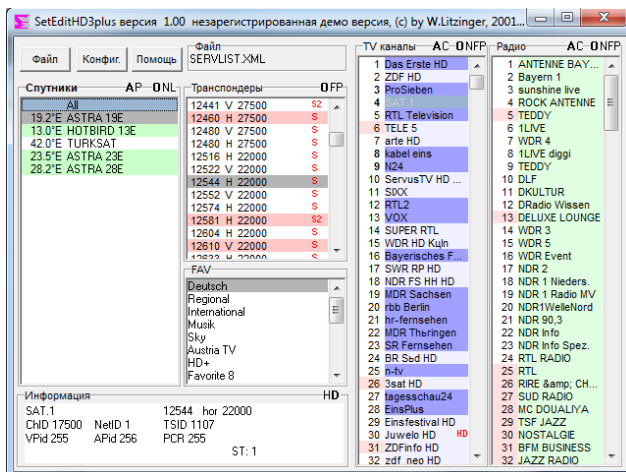 SetEditHD3plus версия 1.00 незарегистрированная демо версия, (c) by W.Litzinger, 2001...
Файл
Конфиг.
Помощь
Файл
SERVLIST.XML
Спутники AP ONL
All
19.2°E ASTRA 19E
13.0°E HOTBIRD 13E
42.0°E TURKSAT
23.5°E ASTRA 23E
28.2°E ASTRA 28E
Транспондеры OFP
12441 V 27500 S2
12460 H 27500 S
12480 V 27500 S
12480 H 27500 S
12516 H 22000 S
12522 V 22000 S
12544 H 22000 S
12552 V 22000 S
12574 H 22000 S
12581 H 22000 S2
12604 H 22000 S
12610 V 22000 S
12633 H 22000 S
FAV
Deutsch
Regional
International
Musik
Sky
Austria TV
HD+
Favorite 8
TV каналы AC ONFP
1 Das Erste HD
2 ZDF HD
3 ProSieben
4 SAT.1
5 RTL Television
6 TELE 5
7 arte HD
8 kabel eins
9 N24
10 ServusTV HD ...
11 SIXX
12 RTL2
13 VOX
14 SUPER RTL
15 WDR HD Kцln
16 Bayerisches F...
17 SWR RP HD
18 NDR FS HH HD
19 MDR Sachsen
20 rbb Berlin
21 hr-fernsehen
22 MDR Thьringen
23 SR Fernsehen
24 BR Sьd HD
25 n-tv
26 3sat HD
27 tagesschau24
28 EinsPlus
29 Einsfestival HD
30 Juwelo HD HD
31 ZDFinfo HD
32 zdf_neo HD
Радио AC ONFP
1 ANTENNE BAY...
2 Bayern 1
3 sunshine live
4 ROCK ANTENNE
5 TEDDY
6 1LIVE
7 WDR 4
8 1LIVE diggi
9 TEDDY
10 DLF
11 DKULTUR
12 DRadio Wissen
13 DELUXE LOUNGE
14 WDR 3
15 WDR 5
16 WDR Event
17 NDR 2
18 NDR 1 Nieders.
19 NDR 1 Radio MV
20 NDR1WelleNord
21 NDR 90,3
22 NDR Info
23 NDR Info Spez.
24 RTL RADIO
25 RTL
26 RIRE &amp; CH...
27 SUD RADIO
28 MC DOUALIYA
29 TSF JAZZ
30 NOSTALGIE
31 BFM BUSINESS
32 JAZZ RADIO
Информация HD
SAT.1 12544 hor 22000
ChID 17500 NetID 1 TSID 1107
VPid 255 APid 256 PCR 255
ST: 1